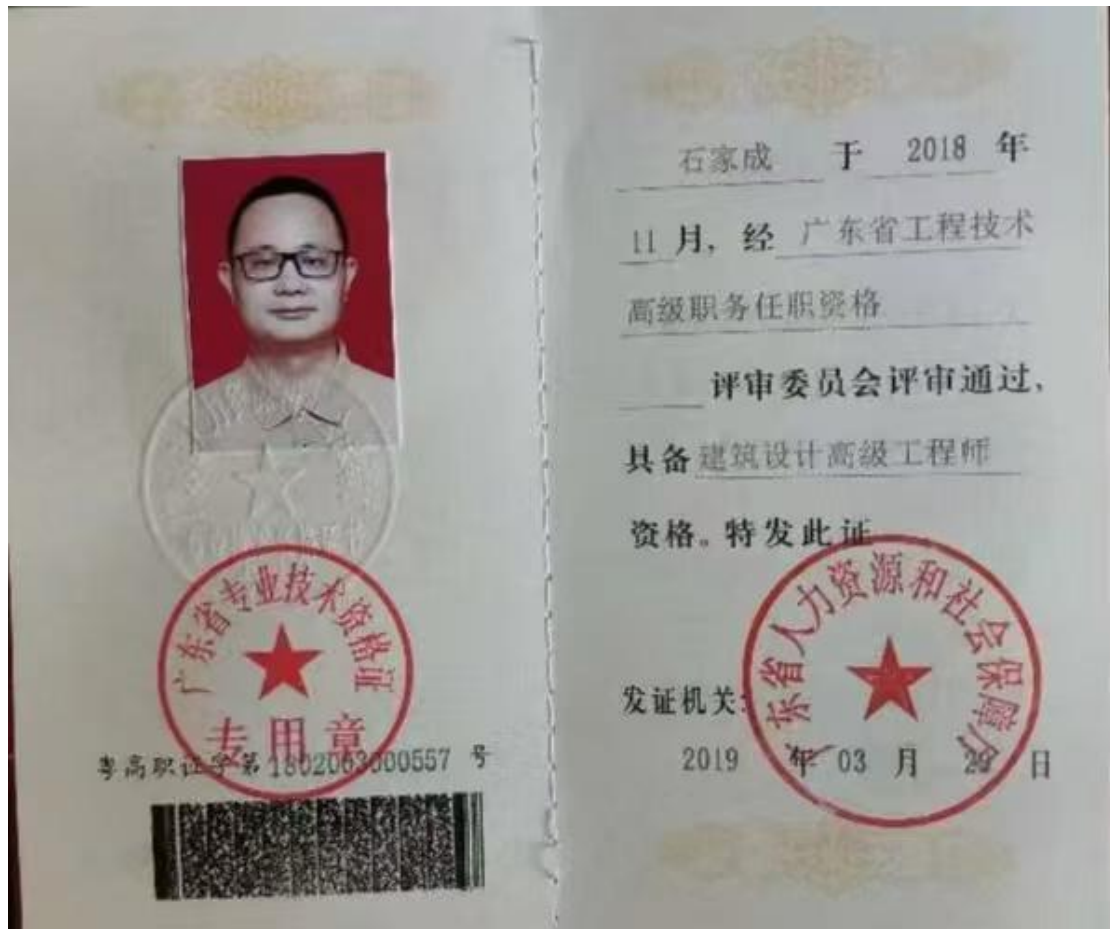 广东省专业技术资格证
专用章
粤高职证字第 1802063000557 号
石家成 于 2018 年
11 月，经 广东省工程技术
高级职务任职资格
评审委员会评审通过，
具备 建筑设计高级工程师
资格。特发此证
广东省人力资源和社会保障厅
发证机关：
2019 年 03 月 29 日